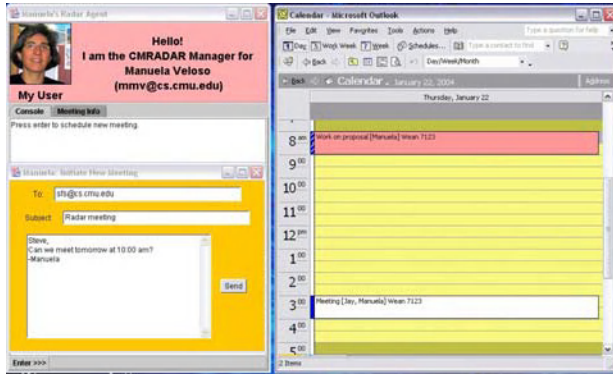 Manuela's Radar Agent
Hello!
I am the CMRADAR Manager for
Manuela Veloso
(mmv@cs.cmu.edu)
My User
Console Meeting Info
Press enter to schedule new meeting.
Manuela: Initiate New Meeting
To: sfs@cs.cmu.edu
Subject Radar meeting
Steve,
Can we meet tomorrow at 10:00 am?
-Manuela
Send
Enter >>>
Calendar - Microsoft Outlook
File Edit View Favorites Tools Actions Help Type a question for help
Day 5 Work Week 7 Week Schedules... Type a contact to find
Back Day/Week/Month
Back Calendar. January 22, 2004 Address
Thursday, January 22
8 am Work on proposal [Manuela] Wean 7123
9 00
10 00
11 00
12 pm
1 00
2 00
3 00 Meeting [Jay, Manuela] Wean 7123
4 00
5 00
2 Items